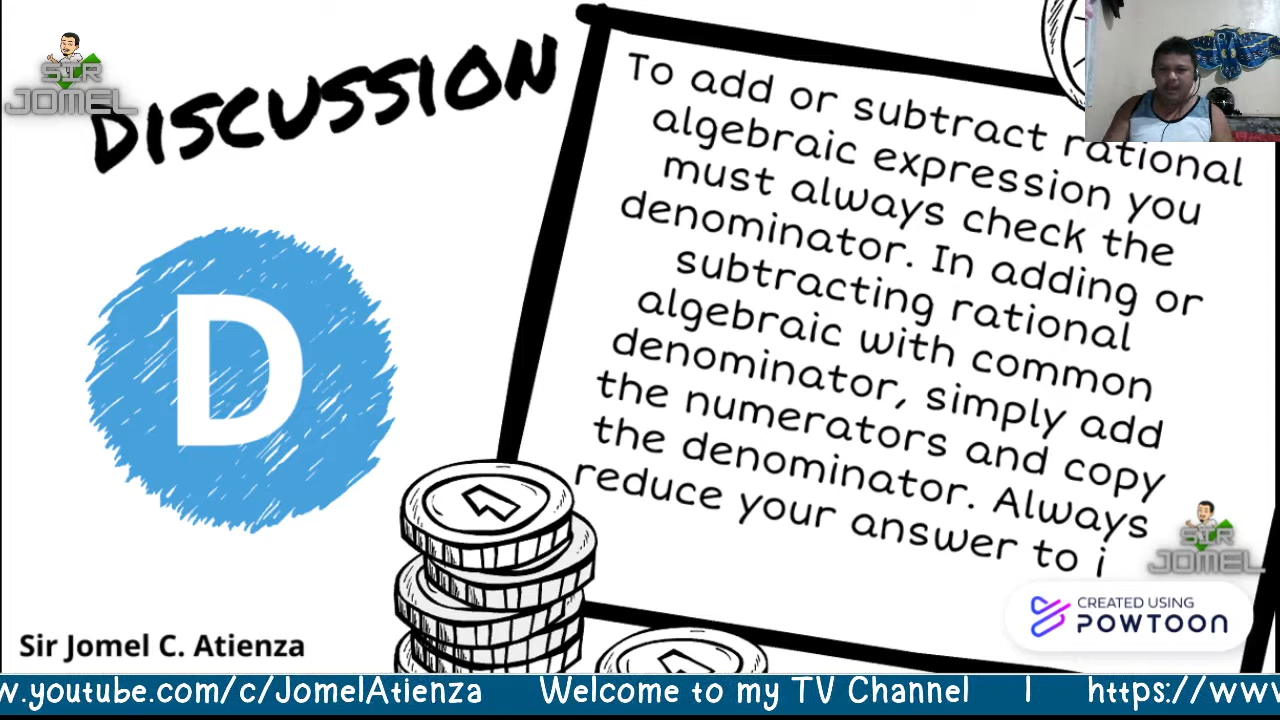 SIR
JOMEL
DISCUSSION
To add or subtract rational
algebraic expression you
must always check the
denominator. In adding or
subtracting rational
algebraic with common
denominator, simply add
the numerators and copy
the denominator. Always
reduce your answer to i
D
1
1
SIR
JOMEL
CREATED USING
POWTOON
Sir Jomel C. Atienza
w.youtube.com/c/JomelAtienza Welcome to my TV Channel | https://www